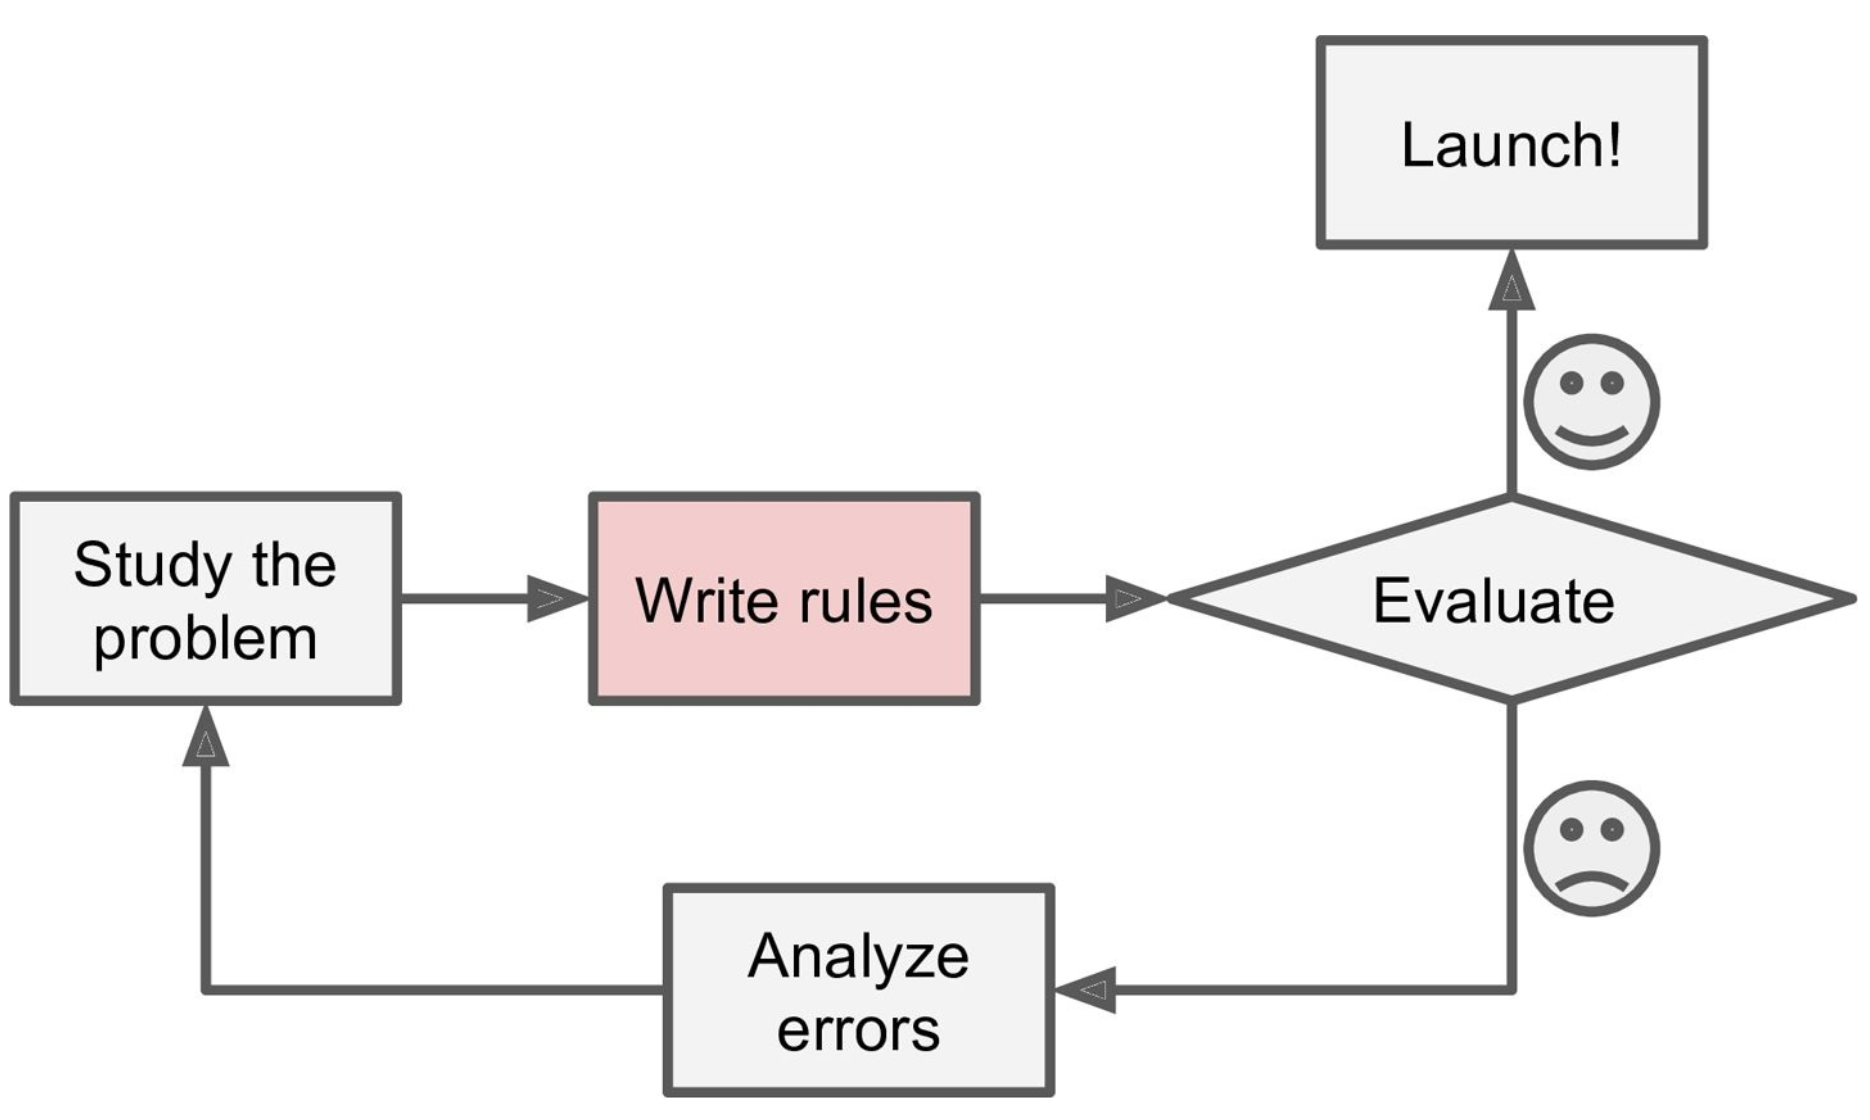 Launch!
Study the
problem
Write rules
Evaluate
Analyze
errors